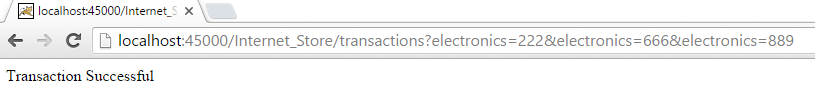 localhost:45000/Internet_S
localhost:45000/Internet_Store/transactions?electronics=222&electronics=666&electronics=889
Transaction Successful